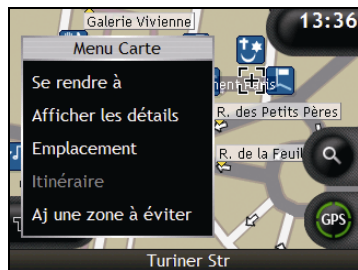 Galerie Vivienne
13:36
Menu Carte
Se rendre à
Afficher les détails
Emplacement
Itinéraire
Aj une zone à éviter
R. des Petits Pères
R. de la Feuil
GPS
Turiner Str